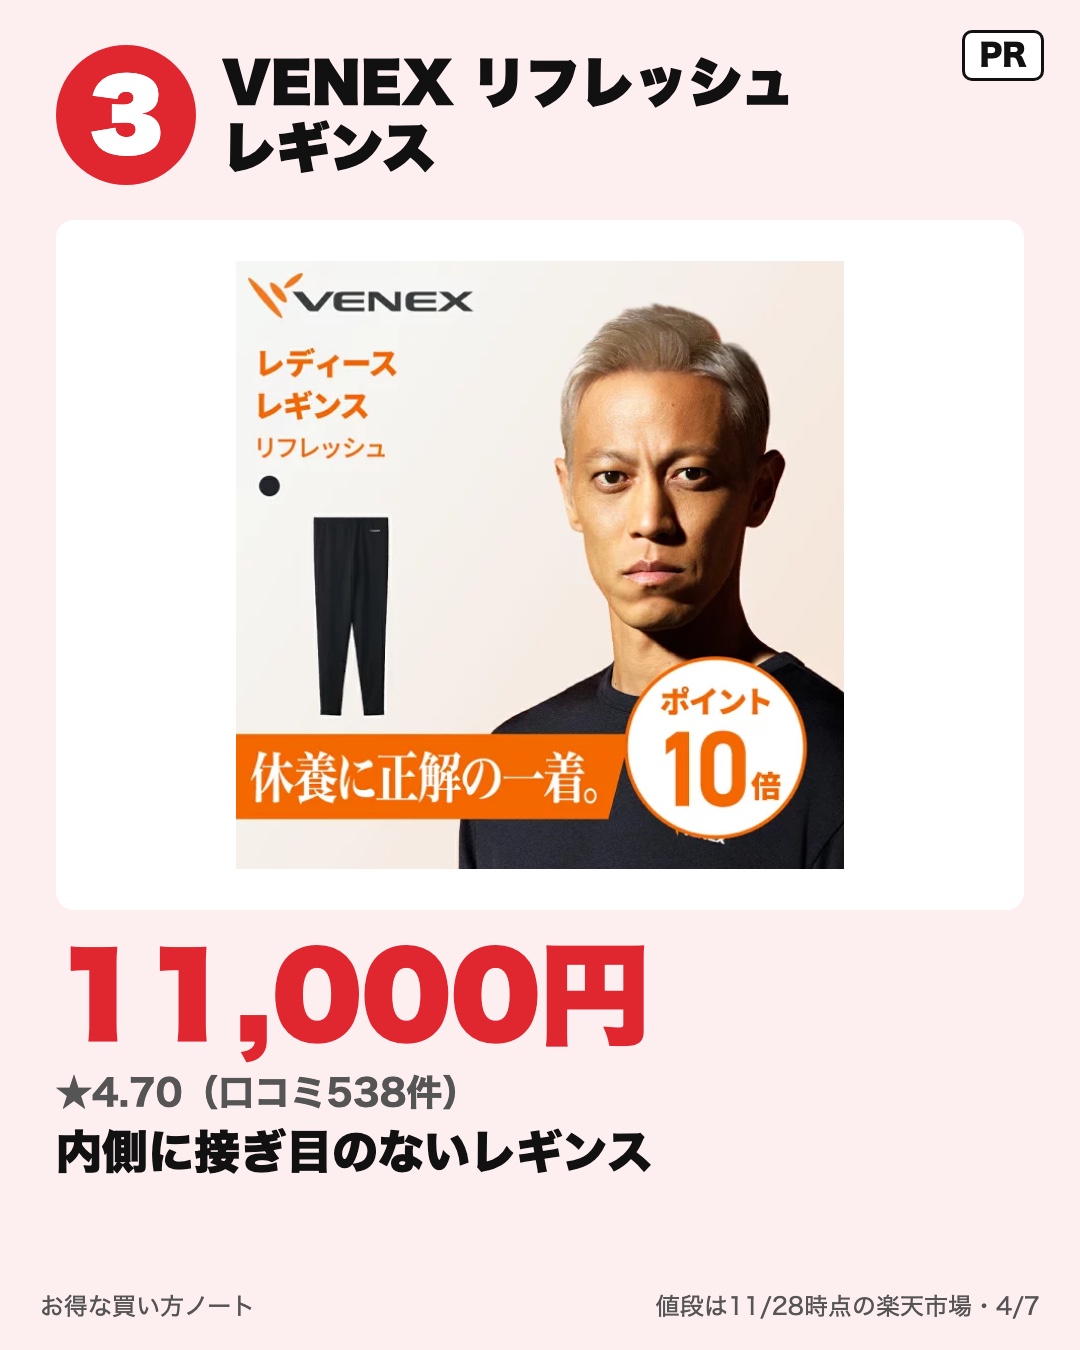 3
VENEX リフレッシュ
レギンス
PR
VENEX
レディース
レギンス
リフレッシュ
休養に正解の一着。
ポイント
10倍
11,000円
★4.70（口コミ538件）
内側に接ぎ目のないレギンス
お得な買い方ノート
値段は11/28時点の楽天市場・4/7